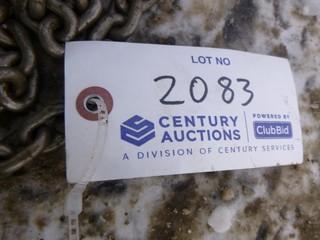 LOT NO
2083
CENTURY AUCTIONS
POWERED BY
ClubBid
A DIVISION OF CENTURY SERVICES